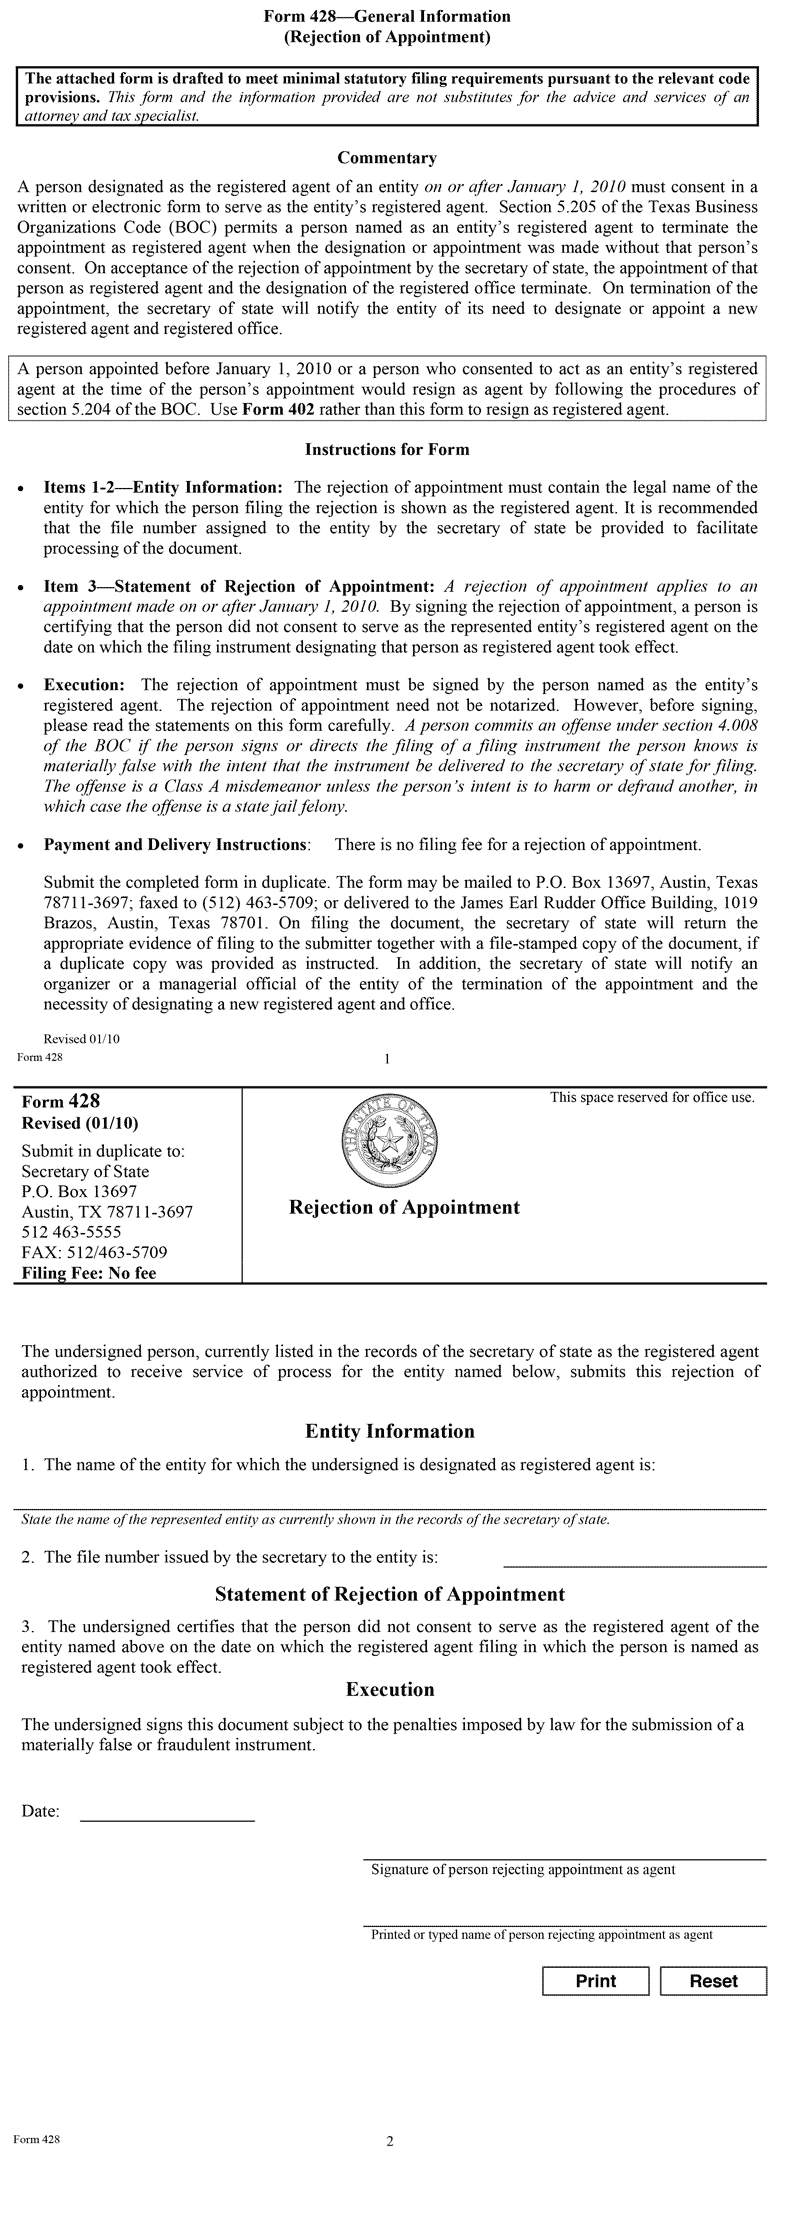 Form 428—General Information
(Rejection of Appointment)
The attached form is drafted to meet minimal statutory filing requirements pursuant to the relevant code
provisions. This form and the information provided are not substitutes for the advice and services of an
attorney and tax specialist.
Commentary
A person designated as the registered agent of an entity on or after January 1, 2010 must consent in a
written or electronic form to serve as the entity's registered agent. Section 5.205 of the Texas Business
Organizations Code (BOC) permits a person named as an entity's registered agent to terminate the
appointment as registered agent when the designation or appointment was made without that person's
consent. On acceptance of the rejection of appointment by the secretary of state, the appointment of that
person as registered agent and the designation of the registered office terminate. On termination of the
appointment, the secretary of state will notify the entity of its need to designate or appoint a new
registered agent and registered office.
A person appointed before January 1, 2010 or a person who consented to act as an entity's registered
agent at the time of the person's appointment would resign as agent by following the procedures of
section 5.204 of the BOC. Use Form 402 rather than this form to resign as registered agent.
Instructions for Form
• Items 1-2—Entity Information: The rejection of appointment must contain the legal name of the
entity for which the person filing the rejection is shown as the registered agent. It is recommended
that the file number assigned to the entity by the secretary of state be provided to facilitate
processing of the document.
• Item 3—Statement of Rejection of Appointment: A rejection of appointment applies to an
appointment made on or after January 1, 2010. By signing the rejection of appointment, a person is
certifying that the person did not consent to serve as the represented entity's registered agent on the
date on which the filing instrument designating that person as registered agent took effect.
• Execution: The rejection of appointment must be signed by the person named as the entity's
registered agent. The rejection of appointment need not be notarized. However, before signing,
please read the statements on this form carefully. A person commits an offense under section 4.008
of the BOC if the person signs or directs the filing of a filing instrument the person knows is
materially false with the intent that the instrument be delivered to the secretary of state for filing.
The offense is a Class A misdemeanor unless the person's intent is to harm or defraud another, in
which case the offense is a state jail felony.
• Payment and Delivery Instructions: There is no filing fee for a rejection of appointment.
Submit the completed form in duplicate. The form may be mailed to P.O. Box 13697, Austin, Texas
78711-3697; faxed to (512) 463-5709; or delivered to the James Earl Rudder Office Building, 1019
Brazos, Austin, Texas 78701. On filing the document, the secretary of state will return the
appropriate evidence of filing to the submitter together with a file-stamped copy of the document, if
a duplicate copy was provided as instructed. In addition, the secretary of state will notify an
organizer or a managerial official of the entity of the termination of the appointment and the
necessity of designating a new registered agent and office.
Revised 01/10
Form 428
1
Form 428
Revised (01/10)
Submit in duplicate to:
Secretary of State
P.O. Box 13697
Austin, TX 78711-3697
512 463-5555
FAX: 512/463-5709
Filing Fee: No fee
THE STATE OF TEXAS
Rejection of Appointment
This space reserved for office use.
The undersigned person, currently listed in the records of the secretary of state as the registered agent
authorized to receive service of process for the entity named below, submits this rejection of
appointment.
Entity Information
1. The name of the entity for which the undersigned is designated as registered agent is:
State the name of the represented entity as currently shown in the records of the secretary of state.
2. The file number issued by the secretary to the entity is:
Statement of Rejection of Appointment
3. The undersigned certifies that the person did not consent to serve as the registered agent of the
entity named above on the date on which the registered agent filing in which the person is named as
registered agent took effect.
Execution
The undersigned signs this document subject to the penalties imposed by law for the submission of a
materially false or fraudulent instrument.
Date:
Signature of person rejecting appointment as agent
Printed or typed name of person rejecting appointment as agent
Print
Reset
Form 428
2